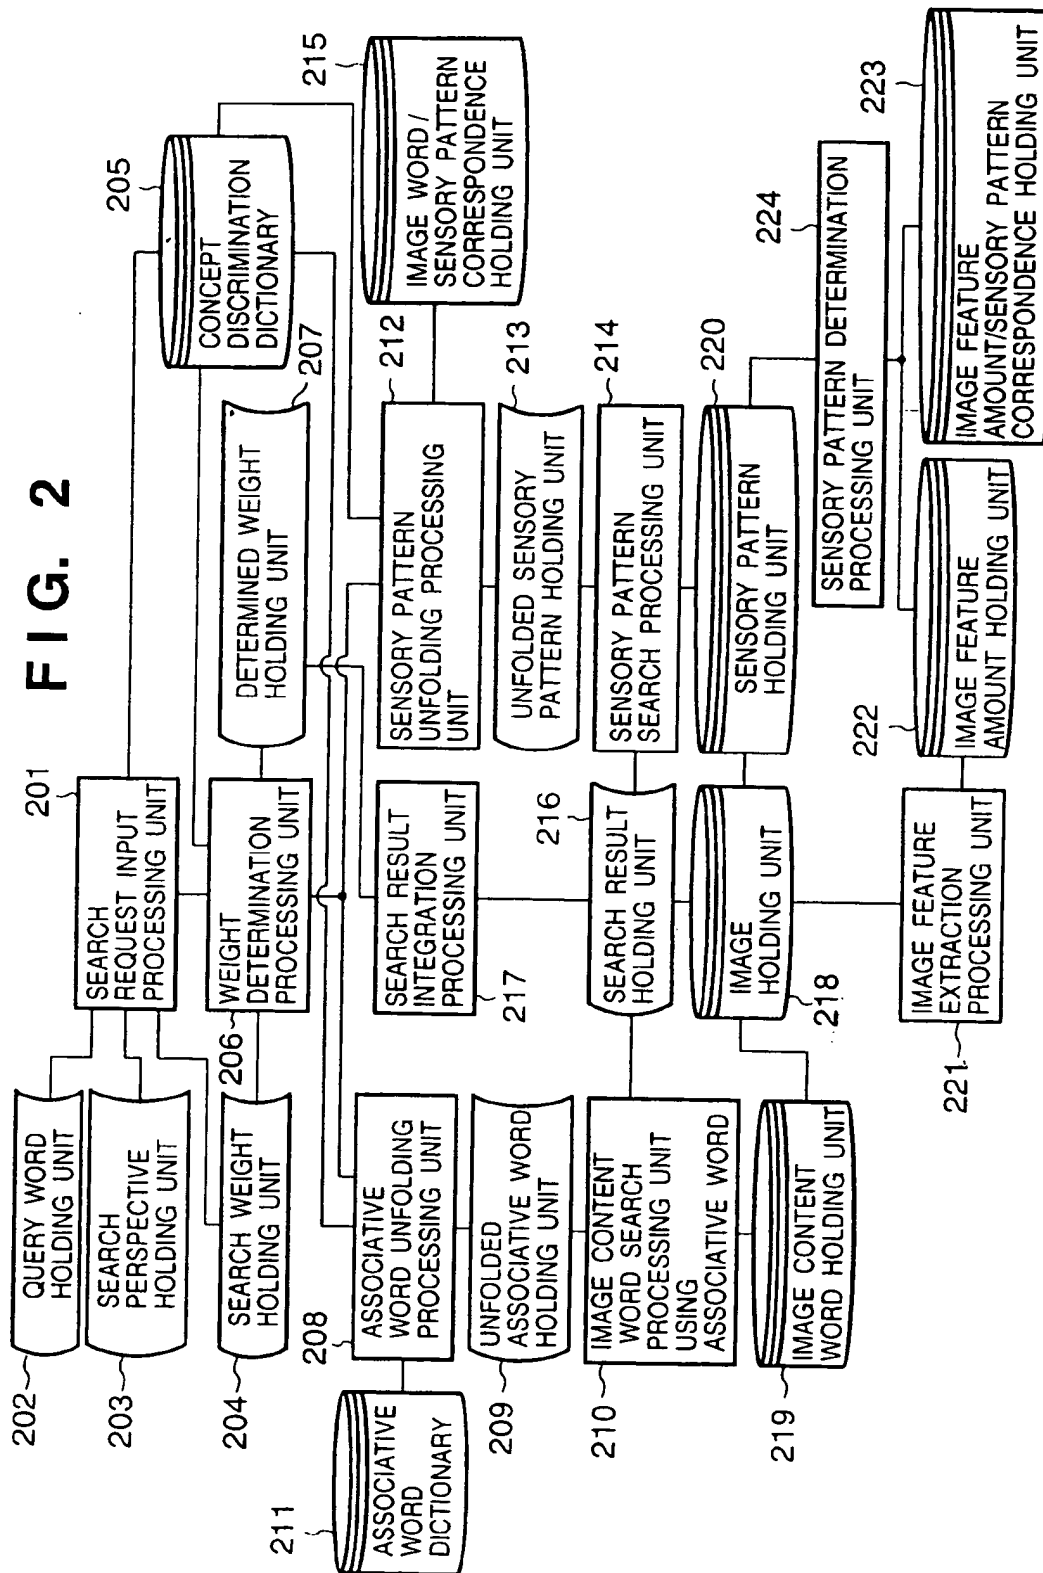 FIG. 2
201
SEARCH
REQUEST INPUT
PROCESSING UNIT
202
QUERY WORD
HOLDING UNIT
203
SEARCH
PERSPECTIVE
HOLDING UNIT
204
SEARCH WEIGHT
HOLDING UNIT
205
CONCEPT
DISCRIMINATION
DICTIONARY
206
WEIGHT
DETERMINATION
PROCESSING UNIT
207
DETERMINED WEIGHT
HOLDING UNIT
208
ASSOCIATIVE
WORD UNFOLDING
PROCESSING UNIT
209
UNFOLDED
ASSOCIATIVE WORD
HOLDING UNIT
210
IMAGE CONTENT
WORD SEARCH
PROCESSING UNIT
USING
ASSOCIATIVE WORD
211
ASSOCIATIVE
WORD
DICTIONARY
212
SENSORY PATTERN
UNFOLDING PROCESSING
UNIT
213
UNFOLDED SENSORY
PATTERN HOLDING UNIT
214
SENSORY PATTERN
SEARCH PROCESSING UNIT
215
IMAGE WORD/
SENSORY PATTERN
CORRESPONDENCE
HOLDING UNIT
216
SEARCH RESULT
HOLDING UNIT
217
SEARCH RESULT
INTEGRATION
PROCESSING UNIT
218
IMAGE
HOLDING UNIT
219
IMAGE CONTENT
WORD HOLDING UNIT
220
SENSORY PATTERN
HOLDING UNIT
221
IMAGE FEATURE
EXTRACTION
PROCESSING UNIT
222
IMAGE FEATURE
AMOUNT HOLDING UNIT
223
IMAGE FEATURE
AMOUNT/SENSORY PATTERN
CORRESPONDENCE HOLDING UNIT
224
SENSORY PATTERN DETERMINATION
PROCESSING UNIT